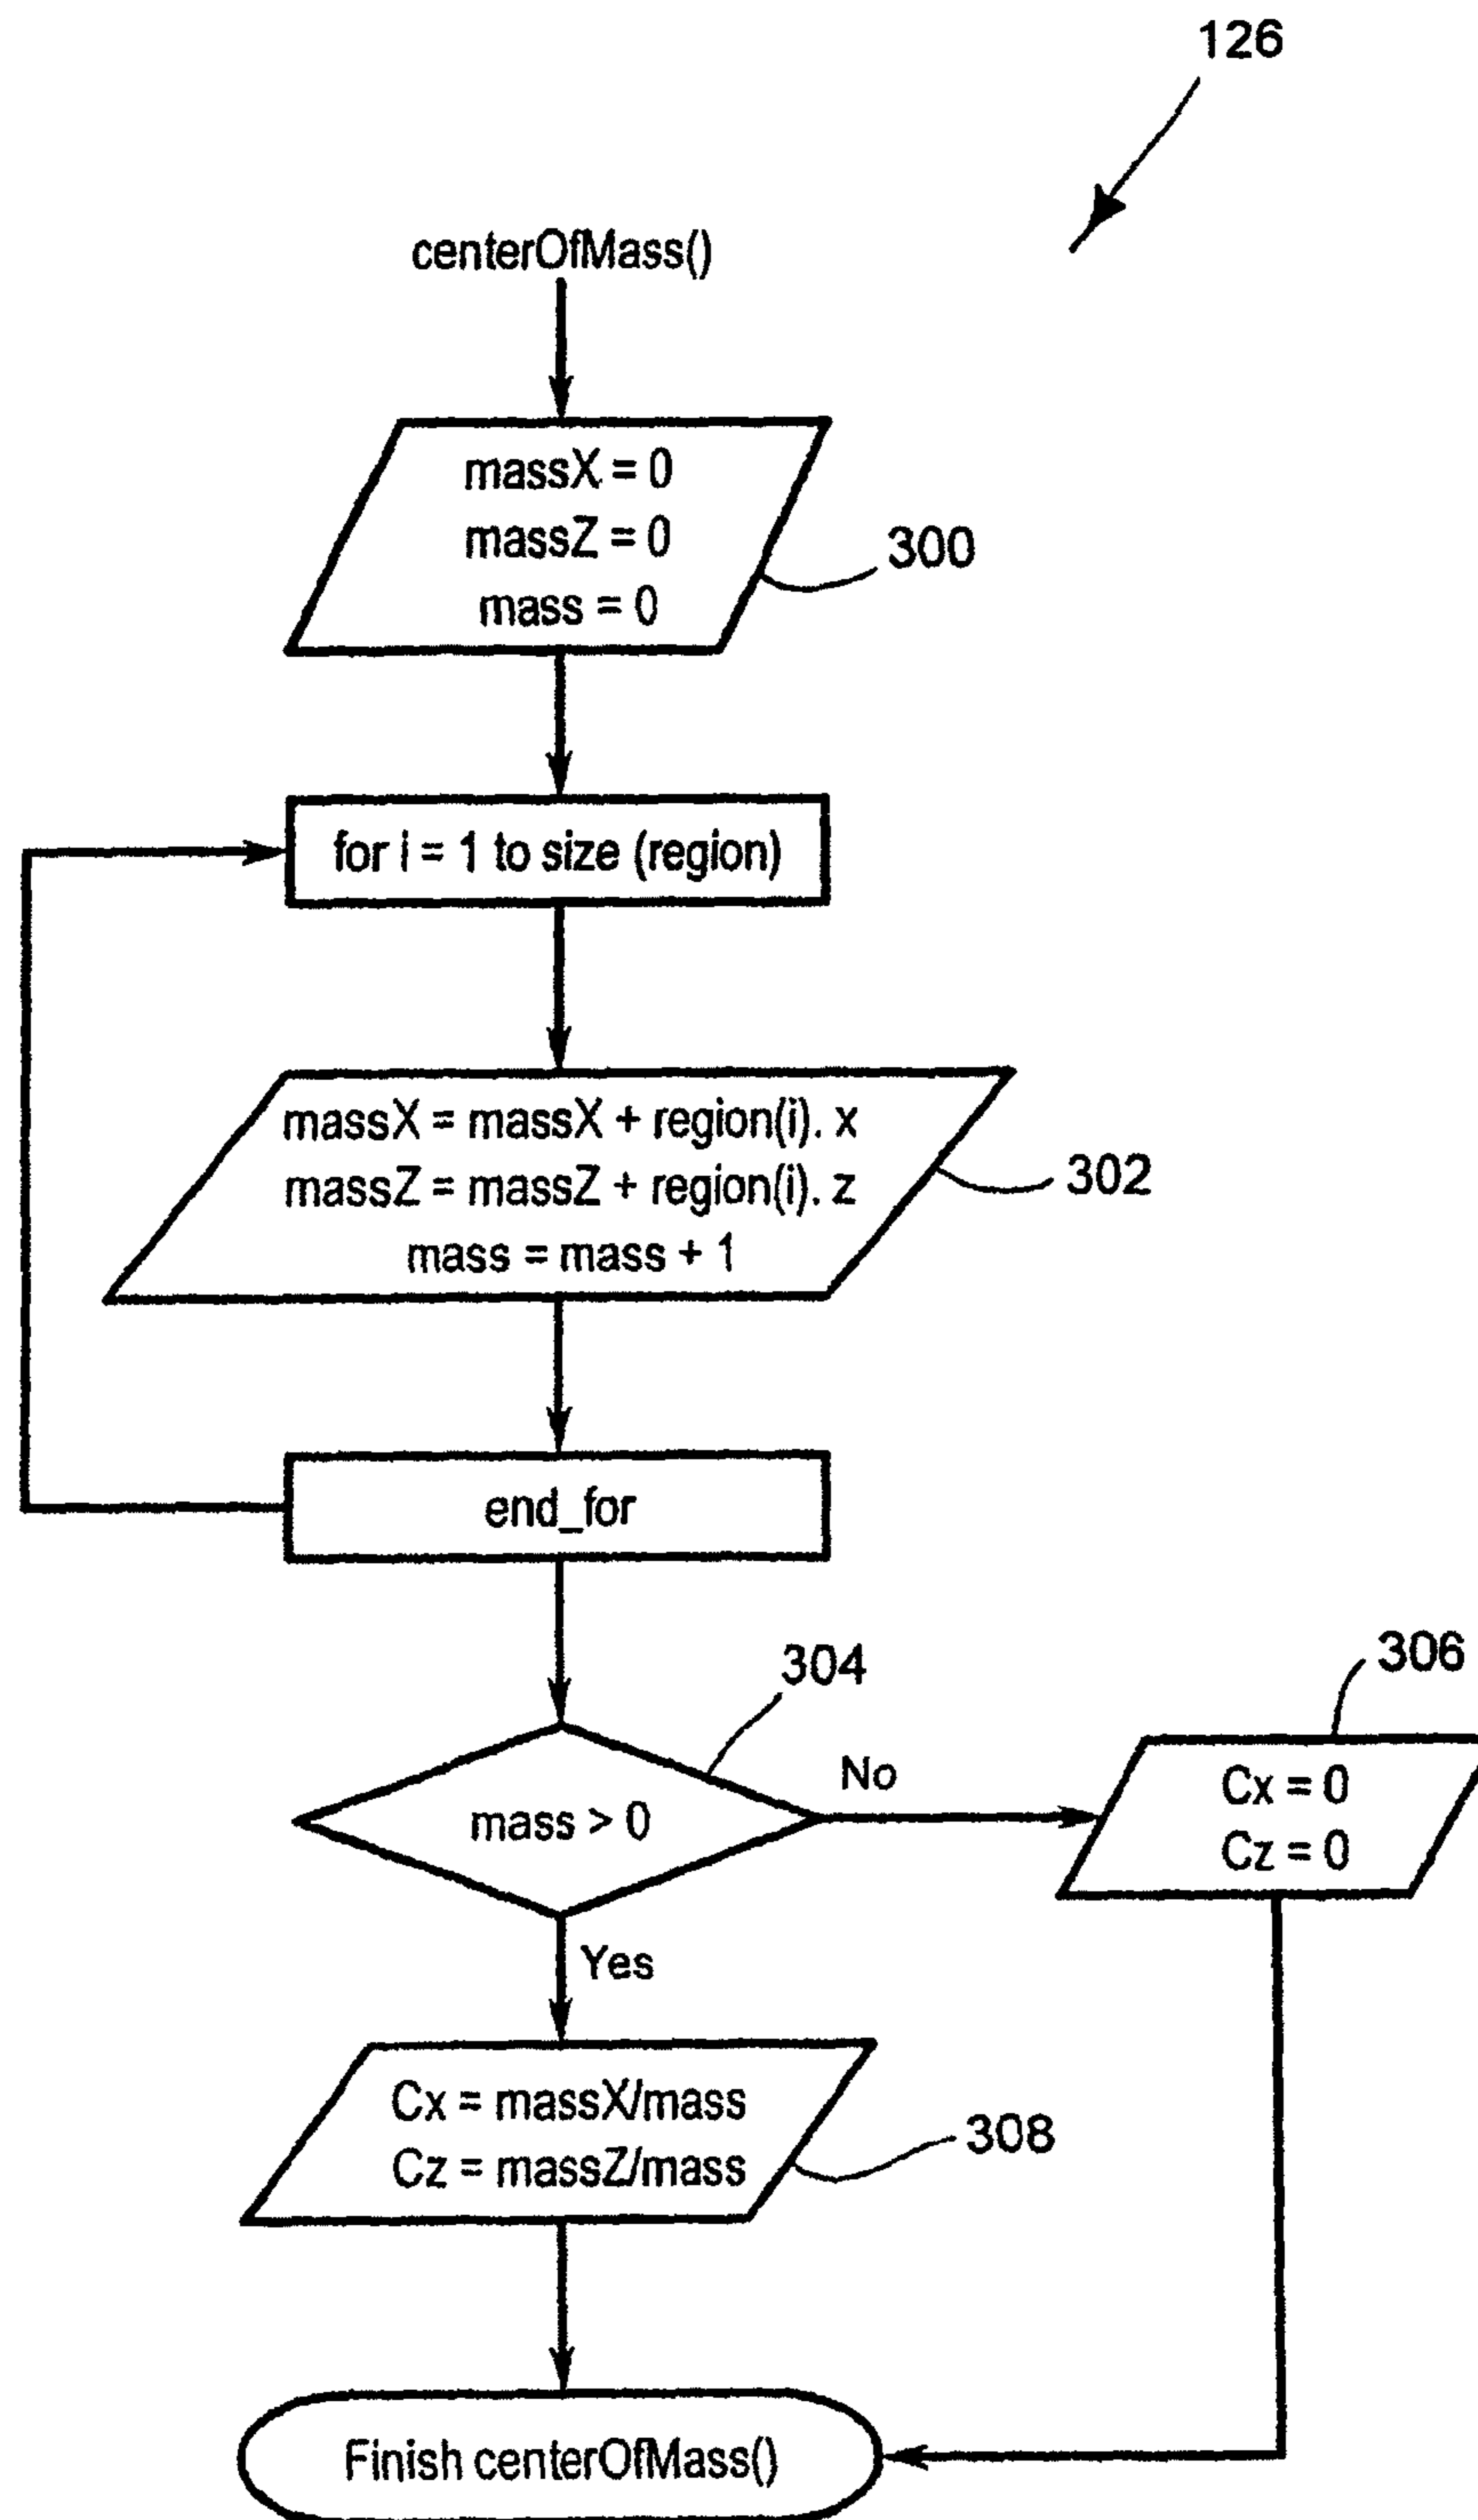 126
centerOfMass()
massX = 0
massZ = 0
mass = 0
300
for i = 1 to size (region)
massX = massX + region(i). x
massZ = massZ + region(i). z
mass = mass + 1
302
end_for
304
306
mass > 0
No
Cx = 0
Cz = 0
Yes
Cx = massX/mass
Cz = massZ/mass
308
Finish centerOfMass()